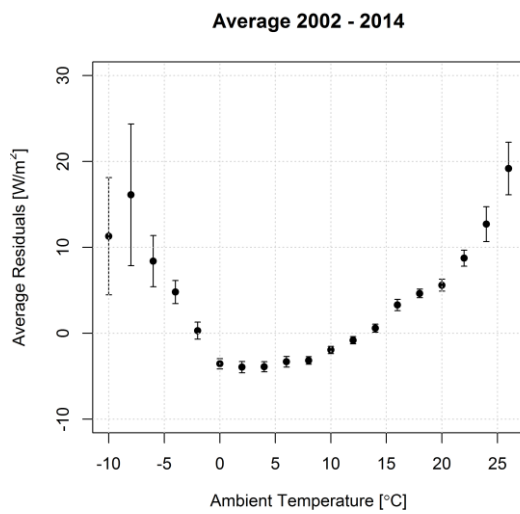 Average 2002 - 2014
Average Residuals [W/m²]
30
20
10
0
-10
-10 -5 0 5 10 15 20 25
Ambient Temperature [°C]